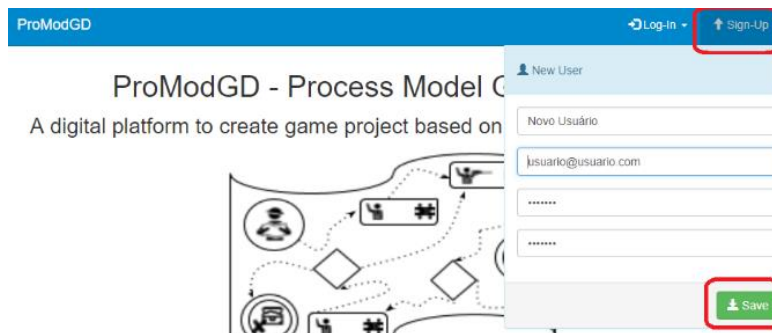 ProModGD
Log-In
Sign-Up
ProModGD - Process Model
A digital platform to create game project based on
New User
Novo Usuário
usuario@usuario.com
Save